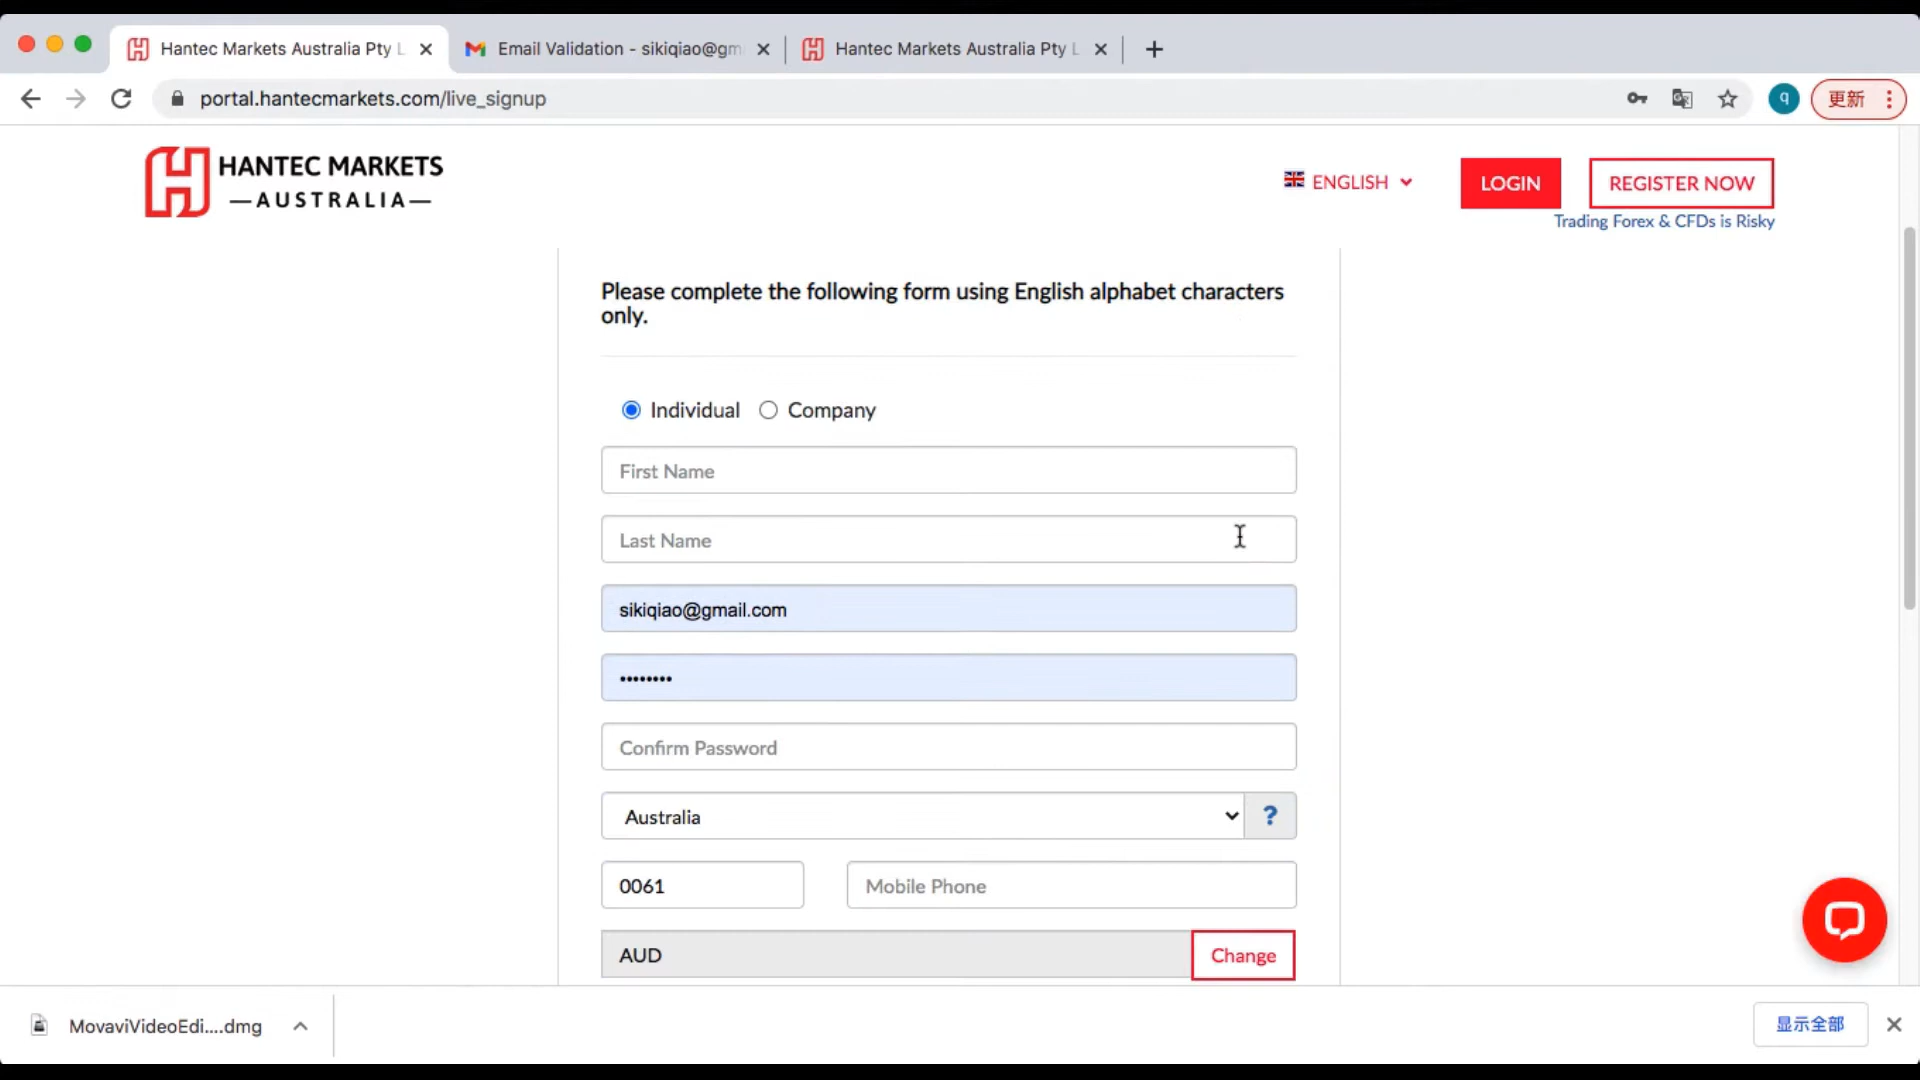 Hantec Markets Australia Pty L
Email Validation - sikiqiao@gm
Hantec Markets Australia Pty L
portal.hantecmarkets.com/live_signup
q
更新
HANTEC MARKETS
—AUSTRALIA—
ENGLISH
LOGIN
REGISTER NOW
Trading Forex & CFDs is Risky
Please complete the following form using English alphabet characters
only.
Individual
Company
First Name
Last Name
sikiqiao@gmail.com
••••••••
Confirm Password
Australia
?
0061
Mobile Phone
AUD
Change
MovaviVideoEdi....dmg
显示全部